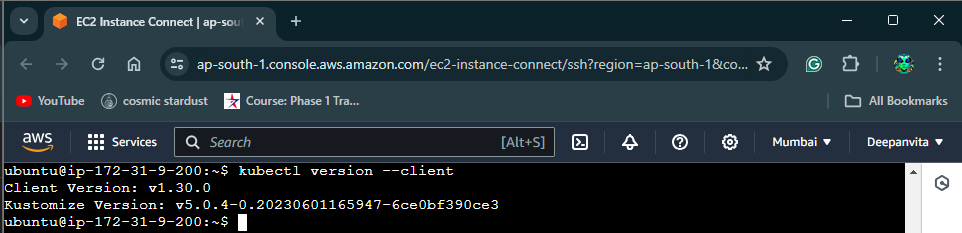 EC2 Instance Connect | ap-sou
ap-south-1.console.aws.amazon.com/ec2-instance-connect/ssh?region=ap-south-1&co...
YouTube cosmic stardust Course: Phase 1 Tra... All Bookmarks
aws Services Search [Alt+S] Mumbai Deepanvita
ubuntu@ip-172-31-9-200:~$ kubectl version --client
Client Version: v1.30.0
Kustomize Version: v5.0.4-0.20230601165947-6ce0bf390ce3
ubuntu@ip-172-31-9-200:~$